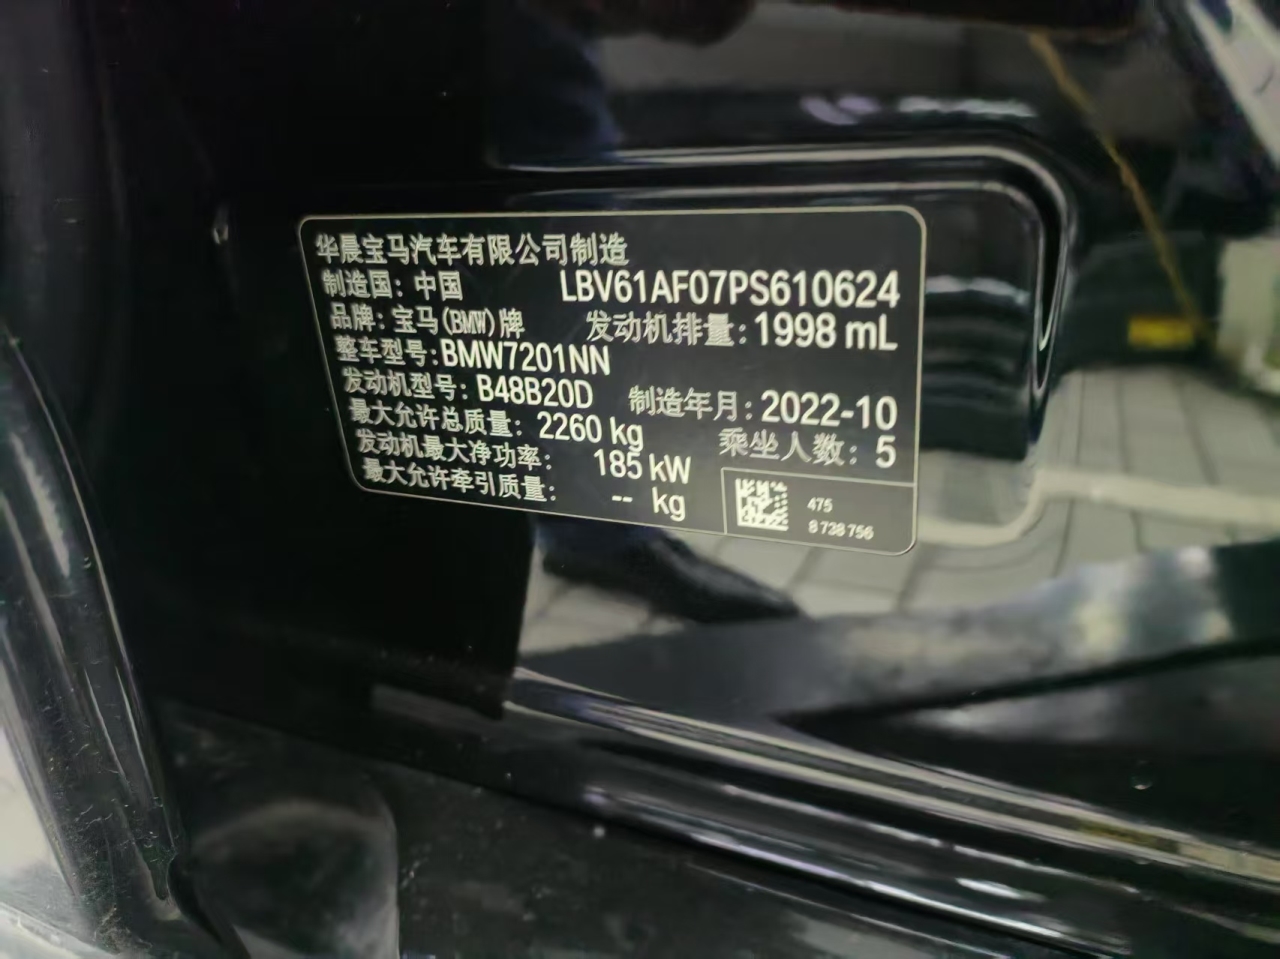 华晨宝马汽车有限公司制造
制造国: 中国 LBV61AF07PS610624
品牌: 宝马(BMW)牌 发动机排量: 1998 mL
整车型号: BMW7201NN
发动机型号: B48B20D 制造年月: 2022-10
最大允许总质量: 2260 kg 乘坐人数: 5
发动机最大净功率: 185 kW
最大允许牵引质量: -- kg
475
8738756